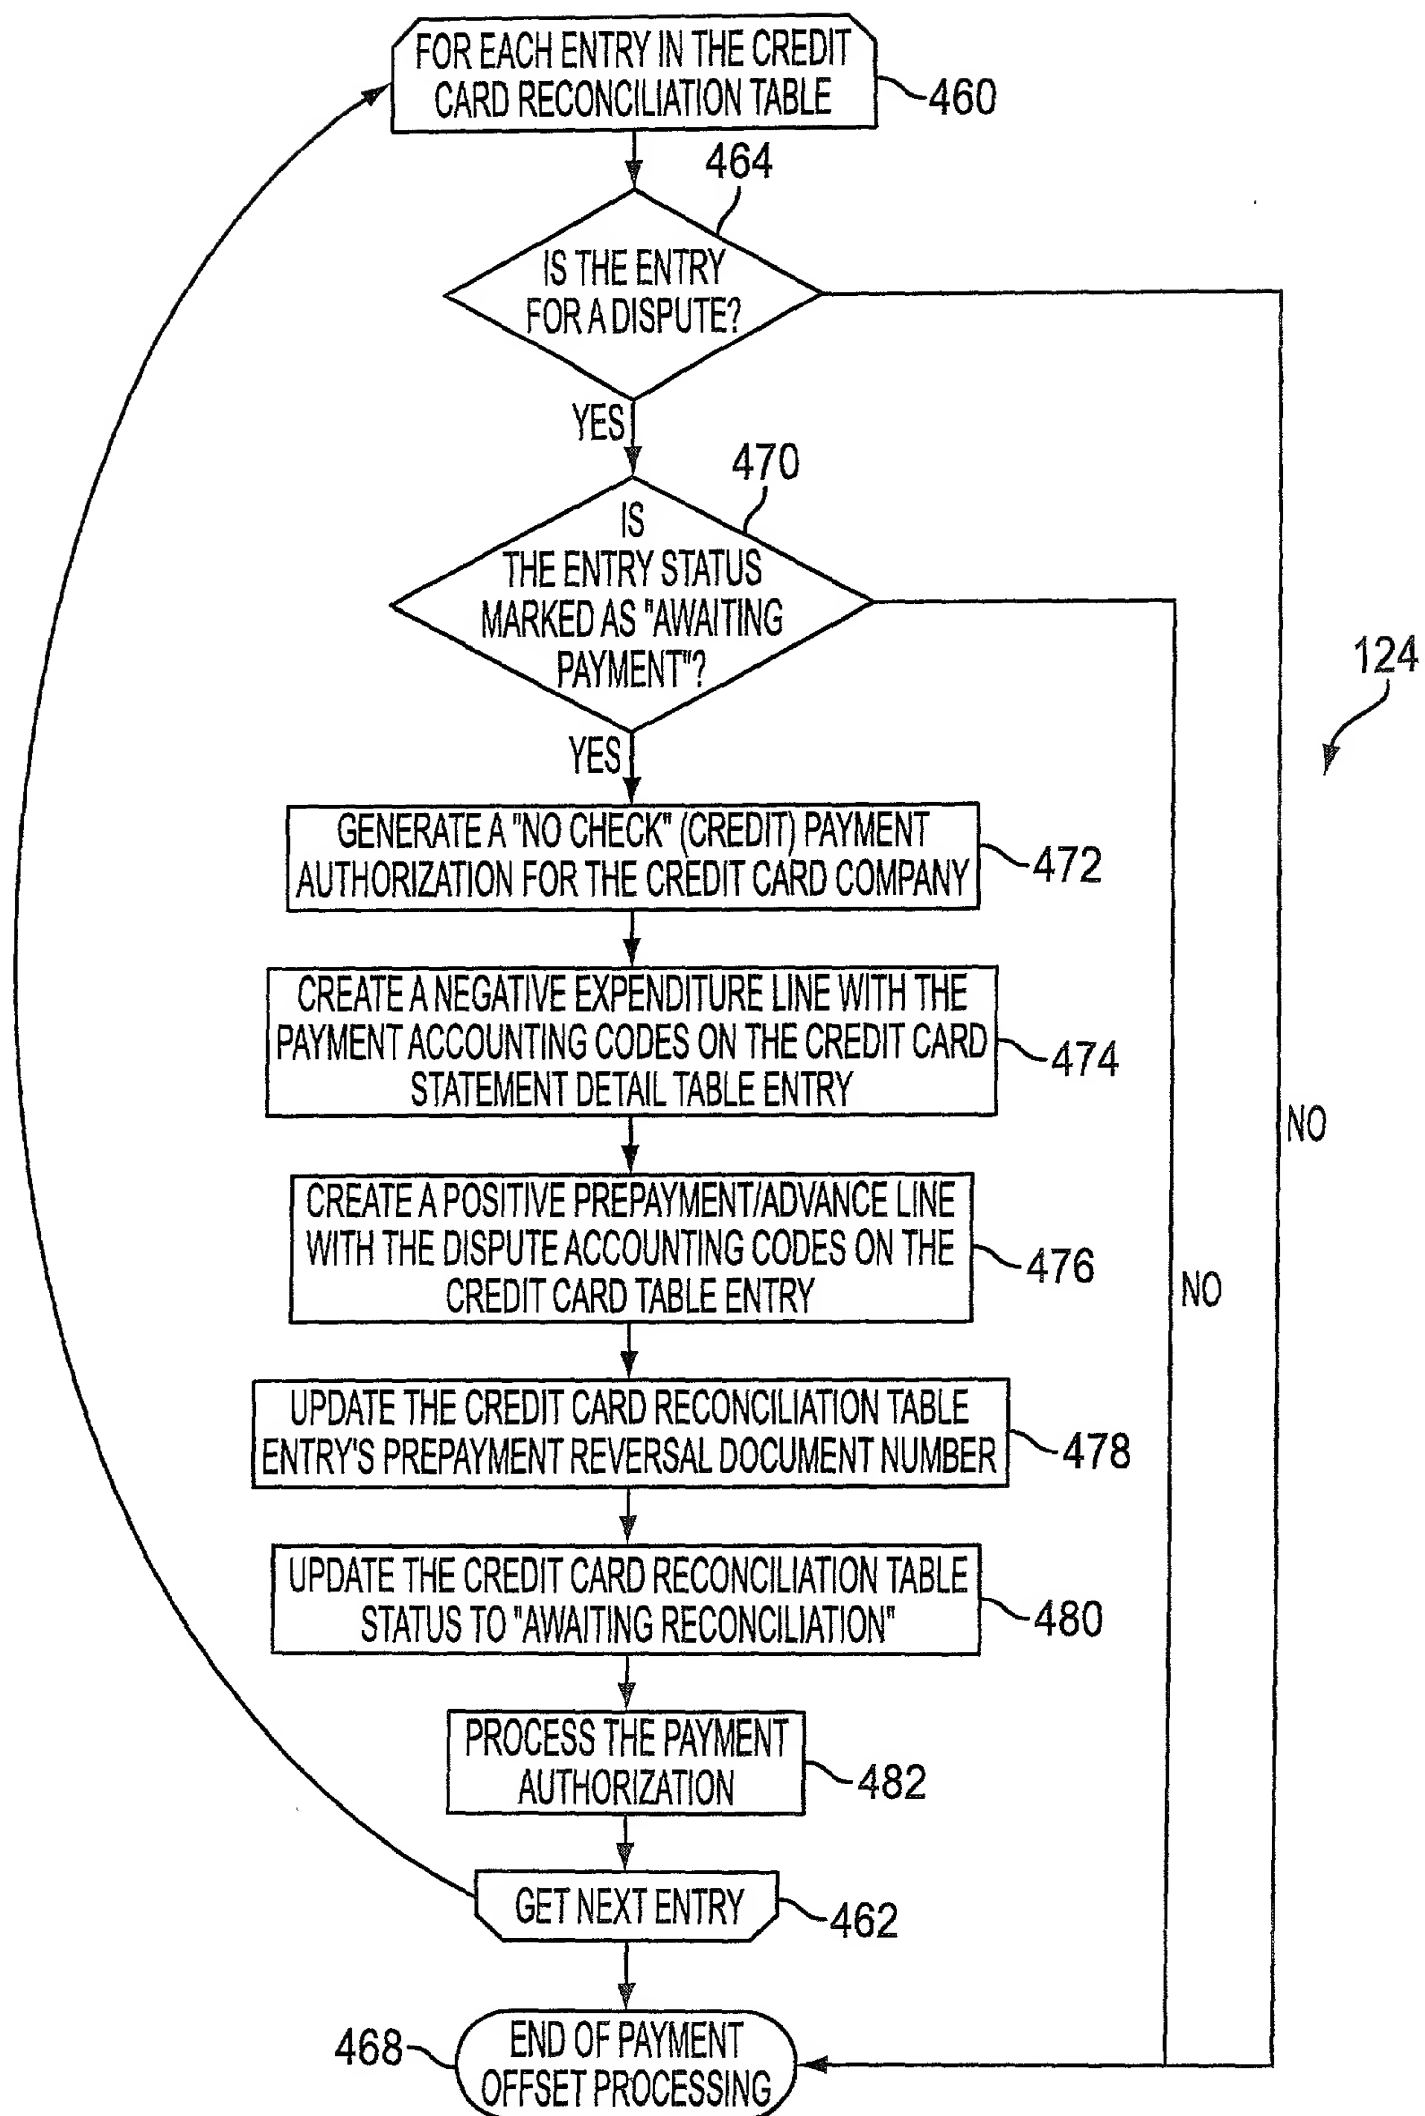 FOR EACH ENTRY IN THE CREDIT
CARD RECONCILIATION TABLE
460
464
IS THE ENTRY
FOR A DISPUTE?
YES
470
IS
THE ENTRY STATUS
MARKED AS "AWAITING
PAYMENT"?
124
YES
GENERATE A "NO CHECK" (CREDIT) PAYMENT
AUTHORIZATION FOR THE CREDIT CARD COMPANY
472
CREATE A NEGATIVE EXPENDITURE LINE WITH THE
PAYMENT ACCOUNTING CODES ON THE CREDIT CARD
STATEMENT DETAIL TABLE ENTRY
474
NO
CREATE A POSITIVE PREPAYMENT/ADVANCE LINE
WITH THE DISPUTE ACCOUNTING CODES ON THE
CREDIT CARD TABLE ENTRY
476
NO
UPDATE THE CREDIT CARD RECONCILIATION TABLE
ENTRY'S PREPAYMENT REVERSAL DOCUMENT NUMBER
478
UPDATE THE CREDIT CARD RECONCILIATION TABLE
STATUS TO "AWAITING RECONCILIATION"
480
PROCESS THE PAYMENT
AUTHORIZATION
482
GET NEXT ENTRY
462
468
END OF PAYMENT
OFFSET PROCESSING